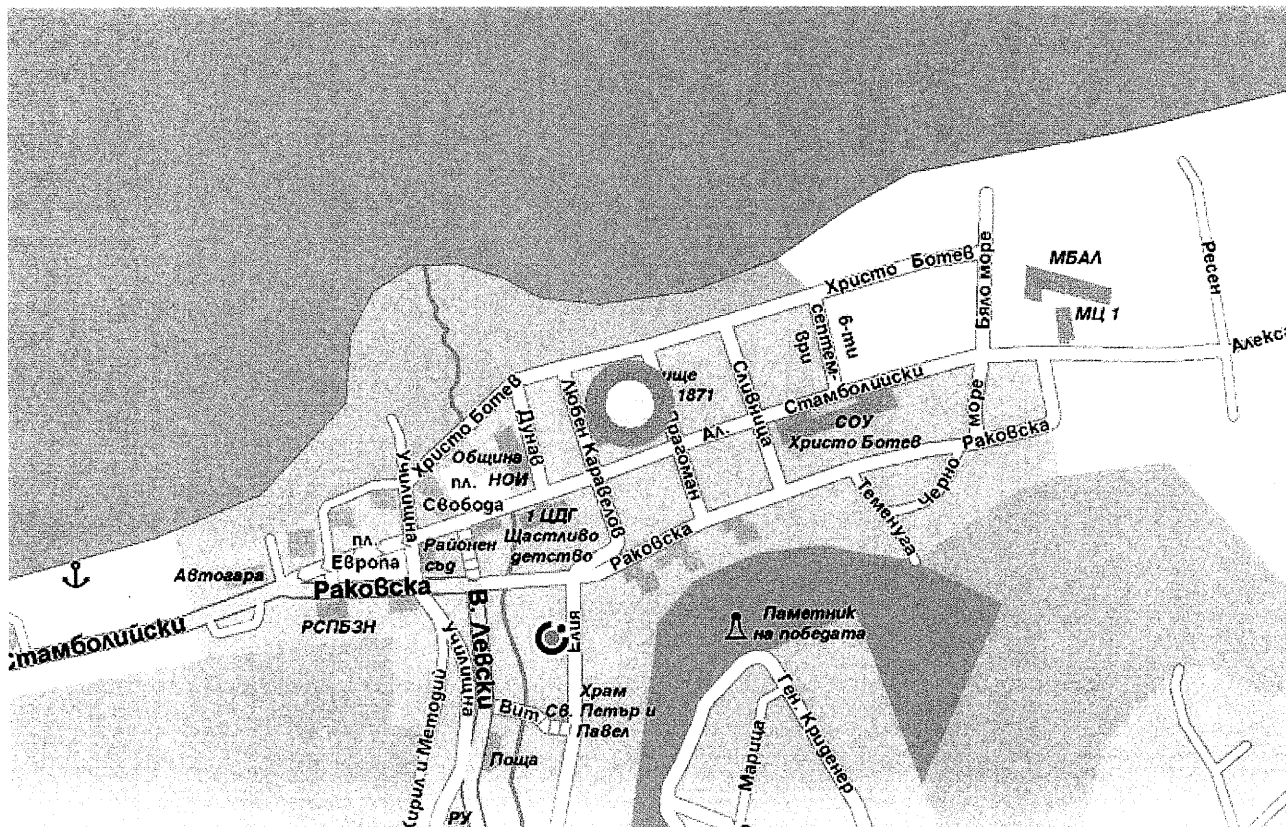 Христо Ботев
Бяло море
МБАЛ
МЦ 1
Ресен
Алекса
6-ти
септем-
ври
Сливница
ище
1871
Стамболийски
Ал.
СОУ
Христо Ботев
море
Раковска
Христо Ботев
Дунав
Любен Каравелов
Драгоман
Училищна
Община
НОИ
пл.
Свобода
1 ЦДГ
Щастливо
детство
Раковска
Теменуга
Черно
пл.
Европа
Районен
съд
Автогара
Раковска
Стамболийски
РСПБЗН
Училищна
В. Левски
Елия
Паметник
на победата
Кирил и Методий
Вит
Храм
Св. Петър и
Павел
Поща
РУ
Марица
Ген. Криденер